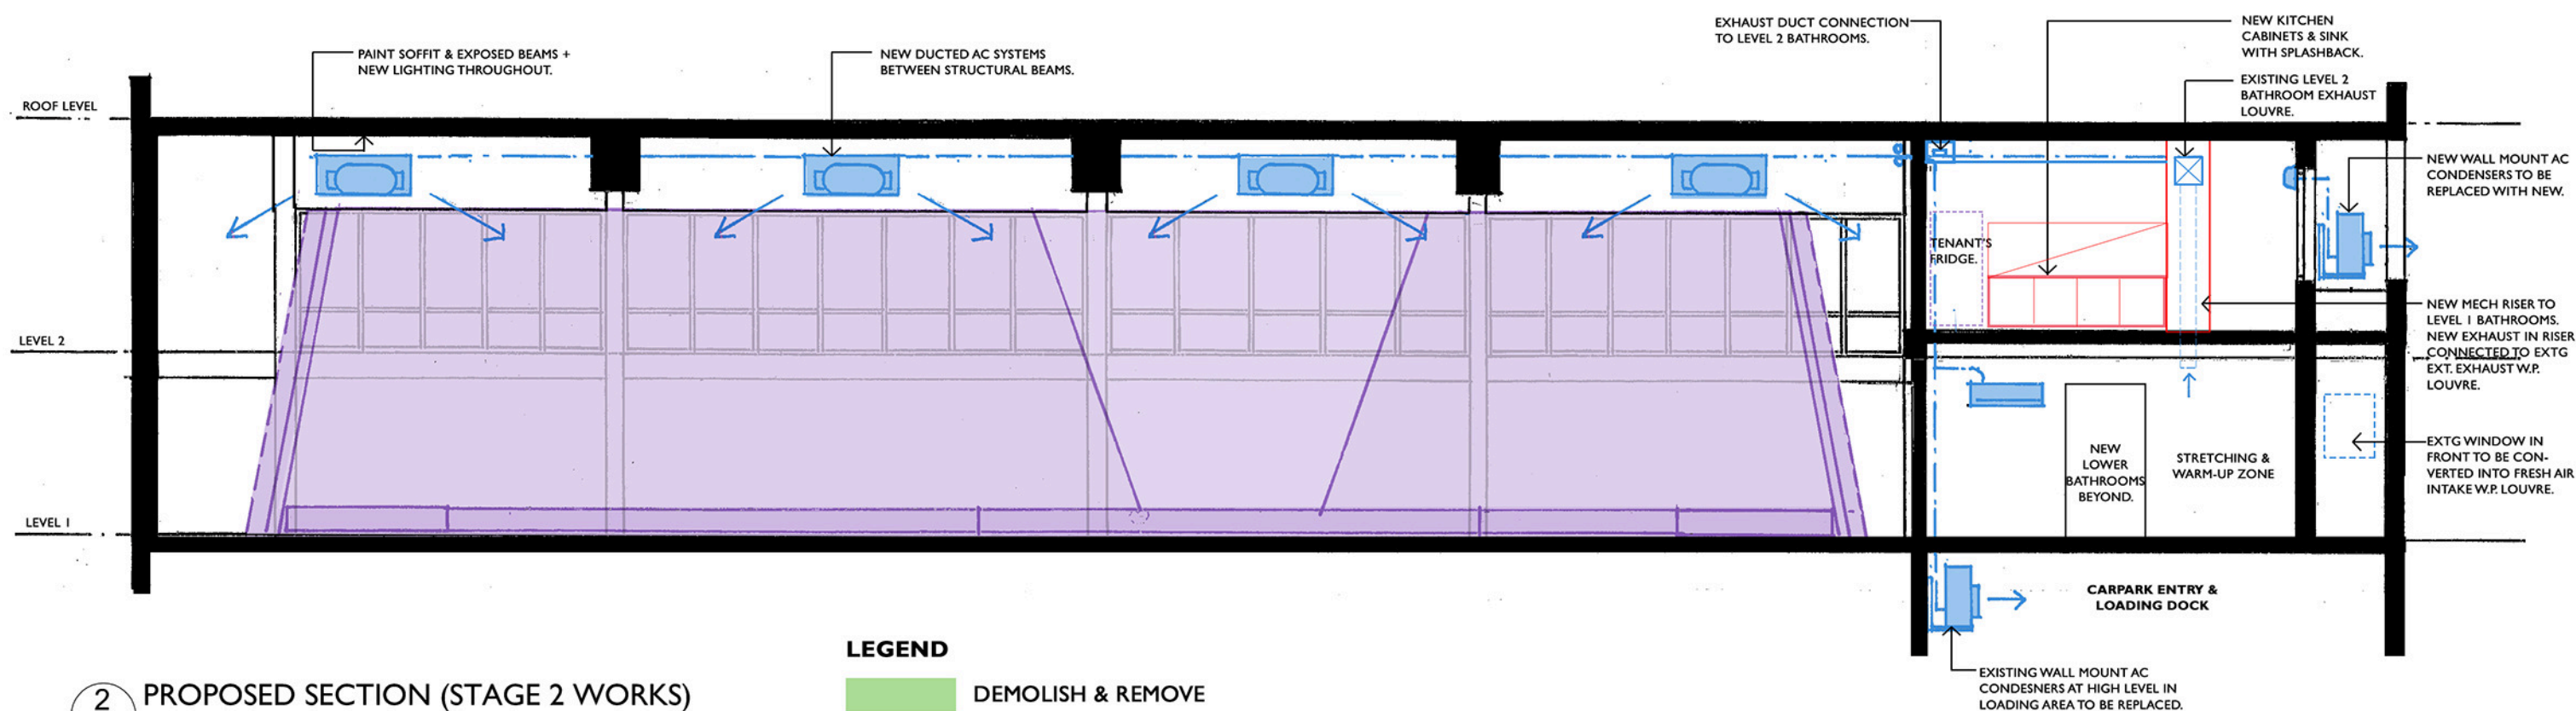 EXHAUST DUCT CONNECTION
TO LEVEL 2 BATHROOMS.
NEW KITCHEN
CABINETS & SINK
WITH SPLASHBACK.
PAINT SOFFIT & EXPOSED BEAMS +
NEW LIGHTING THROUGHOUT.
NEW DUCTED AC SYSTEMS
BETWEEN STRUCTURAL BEAMS.
EXISTING LEVEL 2
BATHROOM EXHAUST
LOUVRE.
ROOF LEVEL
NEW WALL MOUNT AC
CONDENSERS TO BE
REPLACED WITH NEW.
TENANT'S
FRIDGE.
NEW MECH RISER TO
LEVEL 1 BATHROOMS.
NEW EXHAUST IN RISER
CONNECTED TO EXTG
EXT. EXHAUST W.P.
LOUVRE.
LEVEL 2
NEW
LOWER
BATHROOMS
BEYOND.
STRETCHING &
WARM-UP ZONE
EXTG WINDOW IN
FRONT TO BE CON-
VERTED INTO FRESH AIR
INTAKE W.P. LOUVRE.
LEVEL 1
CARPARK ENTRY &
LOADING DOCK
EXISTING WALL MOUNT AC
CONDESNERS AT HIGH LEVEL IN
LOADING AREA TO BE REPLACED.
2 PROPOSED SECTION (STAGE 2 WORKS)
LEGEND
DEMOLISH & REMOVE